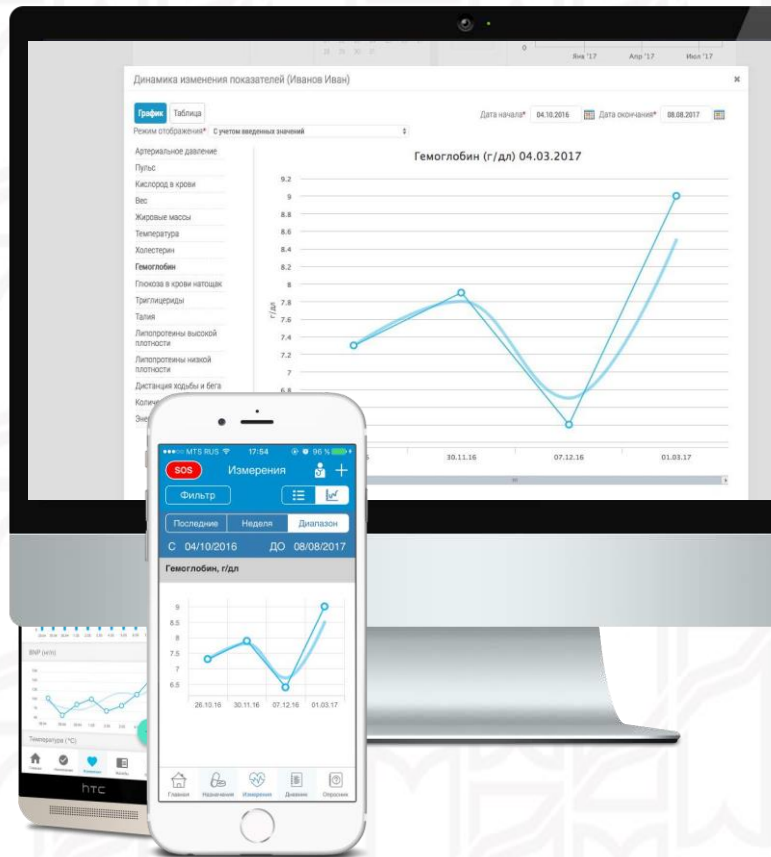 28 29 30 31
0
Янв '17 Апр '17 Июл '17
Динамика изменения показателей (Иванов Иван)
График Таблица
Дата начала* 04.10.2016 Дата окончания* 08.08.2017
Режим отображения* С учетом введенных значений
Артериальное давление
Пульс
Кислород в крови
Вес
Жировые массы
Температура
Холестерин
Гемоглобин
Глюкоза в крови натощак
Триглицериды
Талия
Липопротеины высокой
плотности
Липопротеины низкой
плотности
Дистанция ходьбы и бега
Гемоглобин (г/дл) 04.03.2017
г/дл
9.2
9
8.8
8.6
8.4
8.2
8
7.8
7.6
7.4
7.2
7
6.8
30.11.16 07.12.16 01.03.17
MTS RUS 17:54 96 %
SOS Измерения
Фильтр
Последние Неделя Диапазон
С 04/10/2016 ДО 08/08/2017
Гемоглобин, г/дл
9
8.5
8
7.5
7
6.5
26.10.16 30.11.16 07.12.16 01.03.17
Главная Назначения Измерения Дневник Опросник
Температура (°C)
hTC